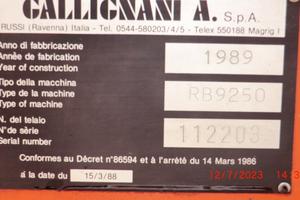 GALLIGNANI A. S.p.A.
RUSSI (Ravenna) Italia - Tel. 0544-580203/4/5 - Telex 550188 Magrig I
Anno di fabbricazione
Année de fabrication
Year of construction
1989
Tipo della macchina
Type de la machine
Type of machine
RB9250
N. del telaio
N° de série
Serial number
112203
Conformes au Décret n°86594 et à l'arrété du 14 Mars 1986
à la date du 15/3/88
12/7/2023